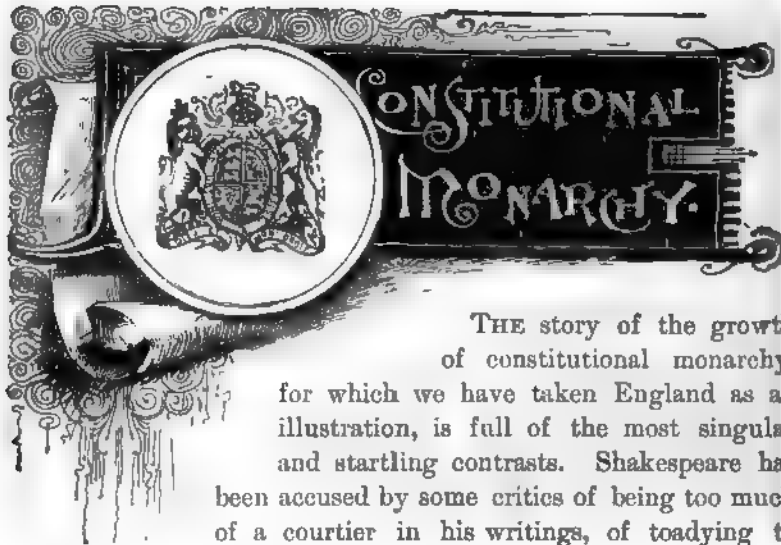 CONSTITUTIONAL
MONARCHY.
THE story of the growt
of constitutional monarchy
for which we have taken England as a
illustration, is full of the most singula
and startling contrasts. Shakespeare ha
been accused by some critics of being too muc
of a courtier in his writings, of toadying t